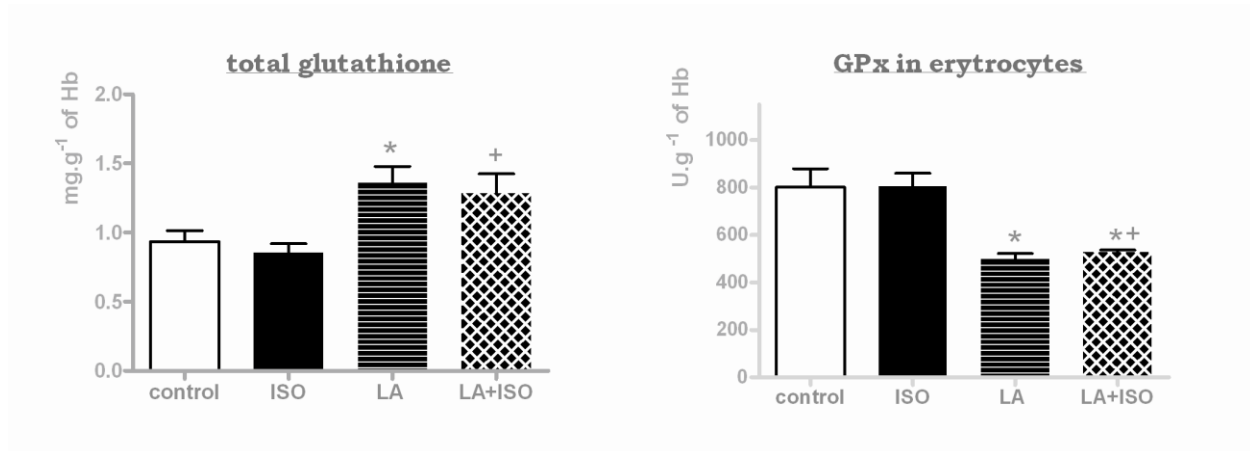 total glutathione
mg.g⁻¹ of Hb
2.0
1.5
1.0
0.5
0.0
*
+
control ISO LA LA+ISO
GPx in erytrocytes
U.g⁻¹ of Hb
1000
800
600
400
200
0
*
*+
control ISO LA LA+ISO